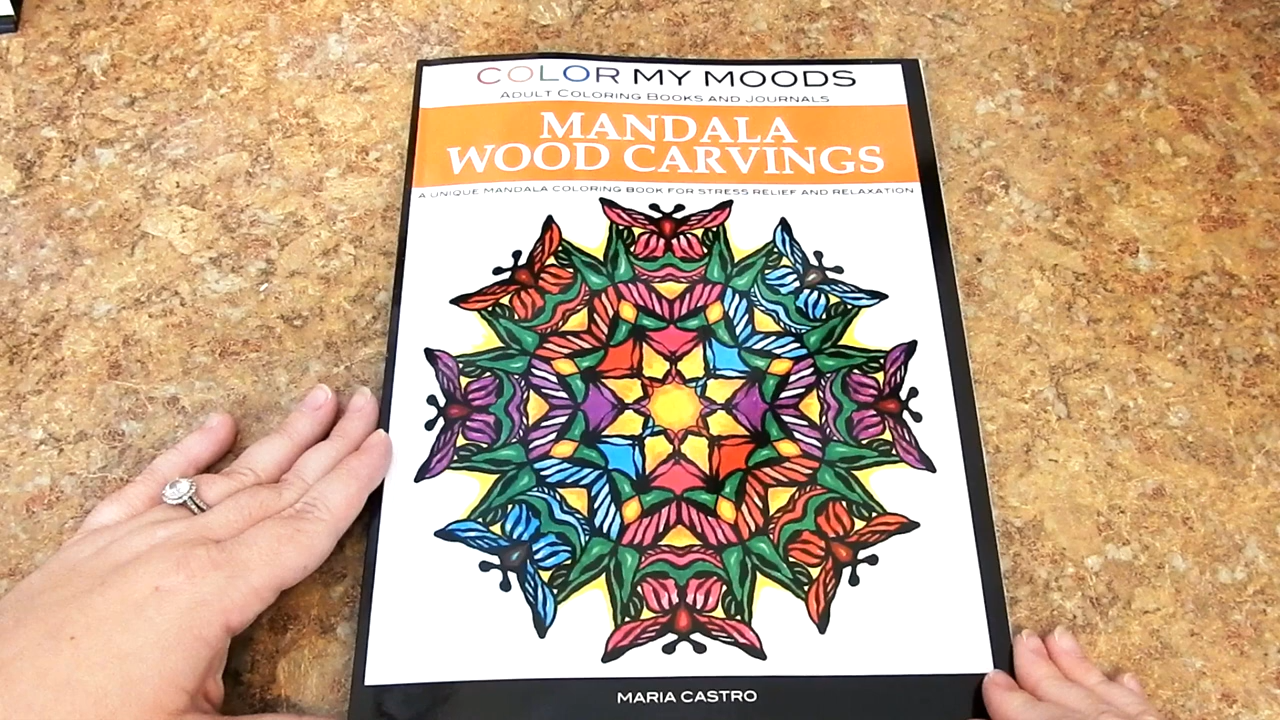 COLOR MY MOODS
ADULT COLORING BOOKS AND JOURNALS
MANDALA
WOOD CARVINGS
A UNIQUE MANDALA COLORING BOOK FOR STRESS RELIEF AND RELAXATION
MARIA CASTRO